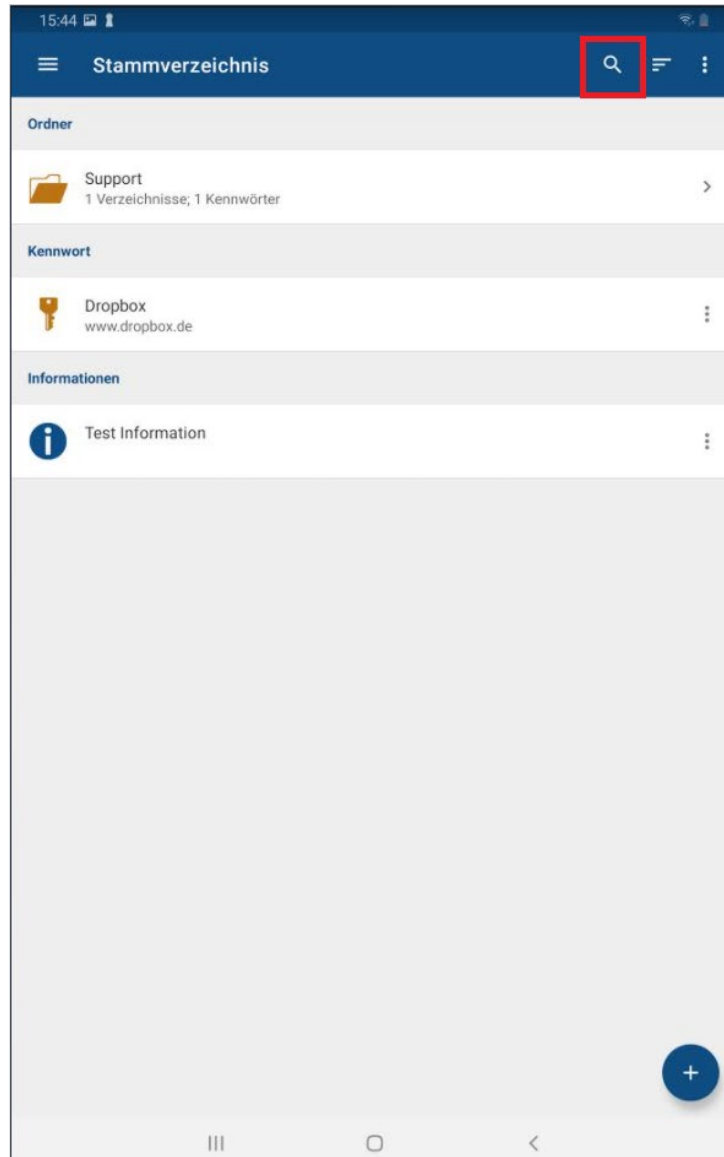 15:44
Stammverzeichnis
Ordner
Support
1 Verzeichnisse; 1 Kennwörter
Kennwort
Dropbox
www.dropbox.de
Informationen
Test Information